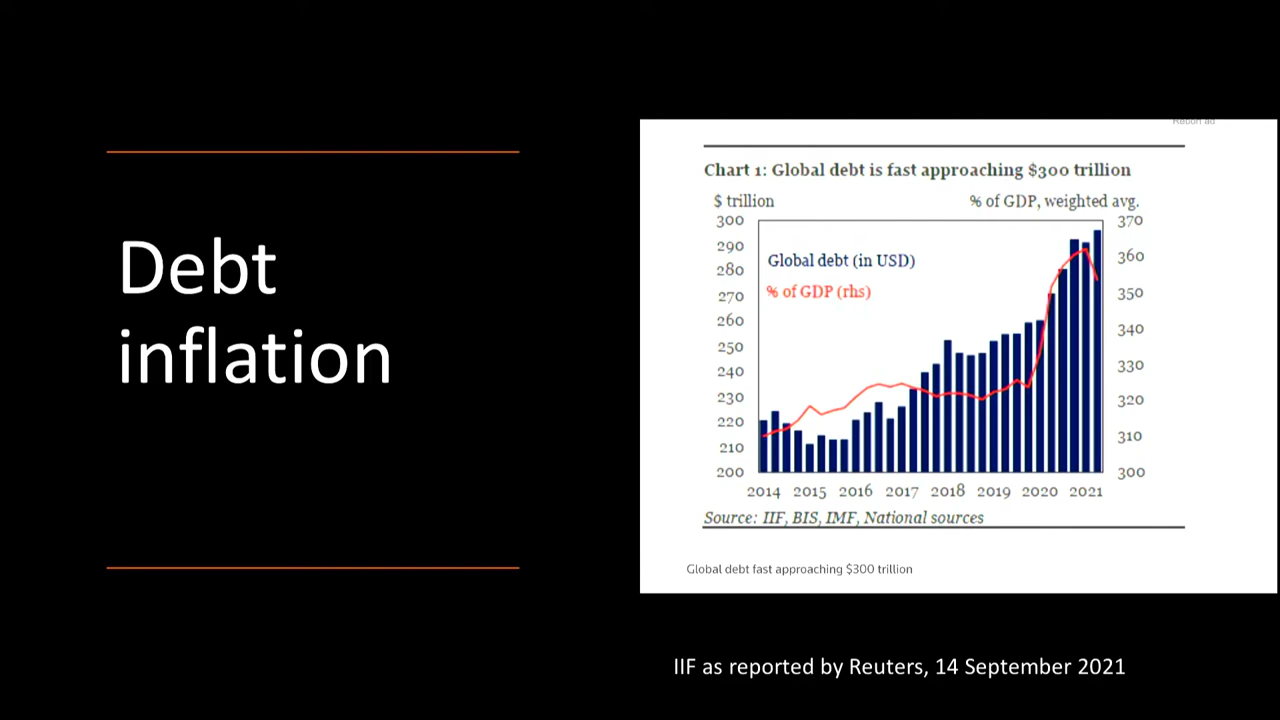 Debt
inflation
Report ad
Chart 1: Global debt is fast approaching $300 trillion
$ trillion
% of GDP, weighted avg.
300
290
280
270
260
250
240
230
220
210
200
Global debt (in USD)
% of GDP (rhs)
370
360
350
340
330
320
310
300
2014 2015 2016 2017 2018 2019 2020 2021
Source: IIF, BIS, IMF, National sources
Global debt fast approaching $300 trillion
IIF as reported by Reuters, 14 September 2021